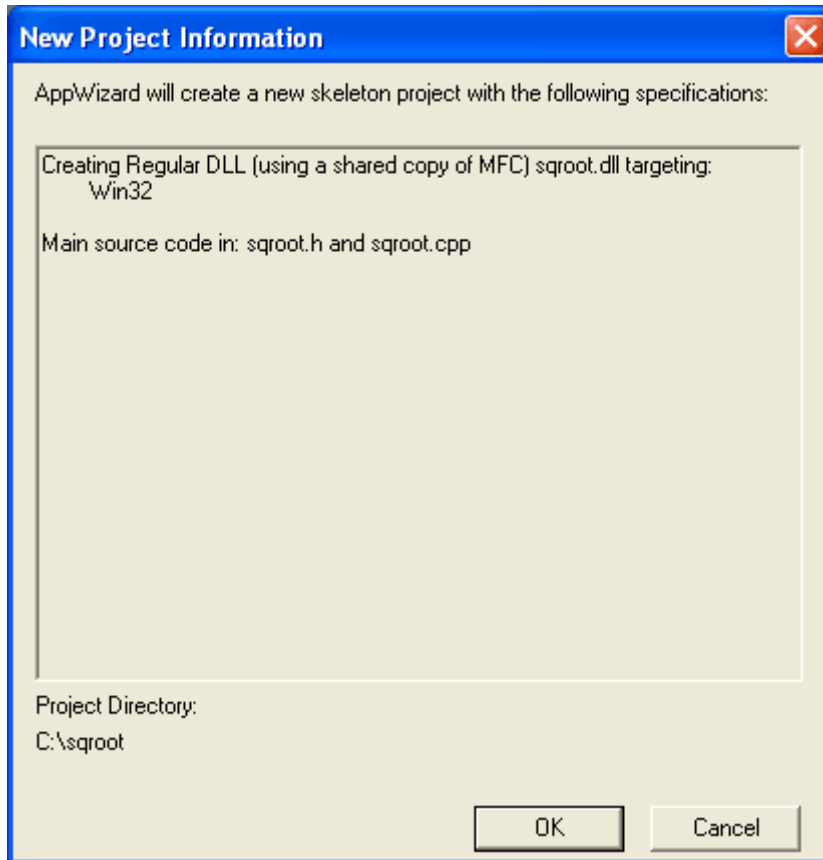 New Project Information
AppWizard will create a new skeleton project with the following specifications:
Creating Regular DLL (using a shared copy of MFC) sqroot.dll targeting:
Win32
Main source code in: sqroot.h and sqroot.cpp
Project Directory:
C:\sqroot
OK
Cancel